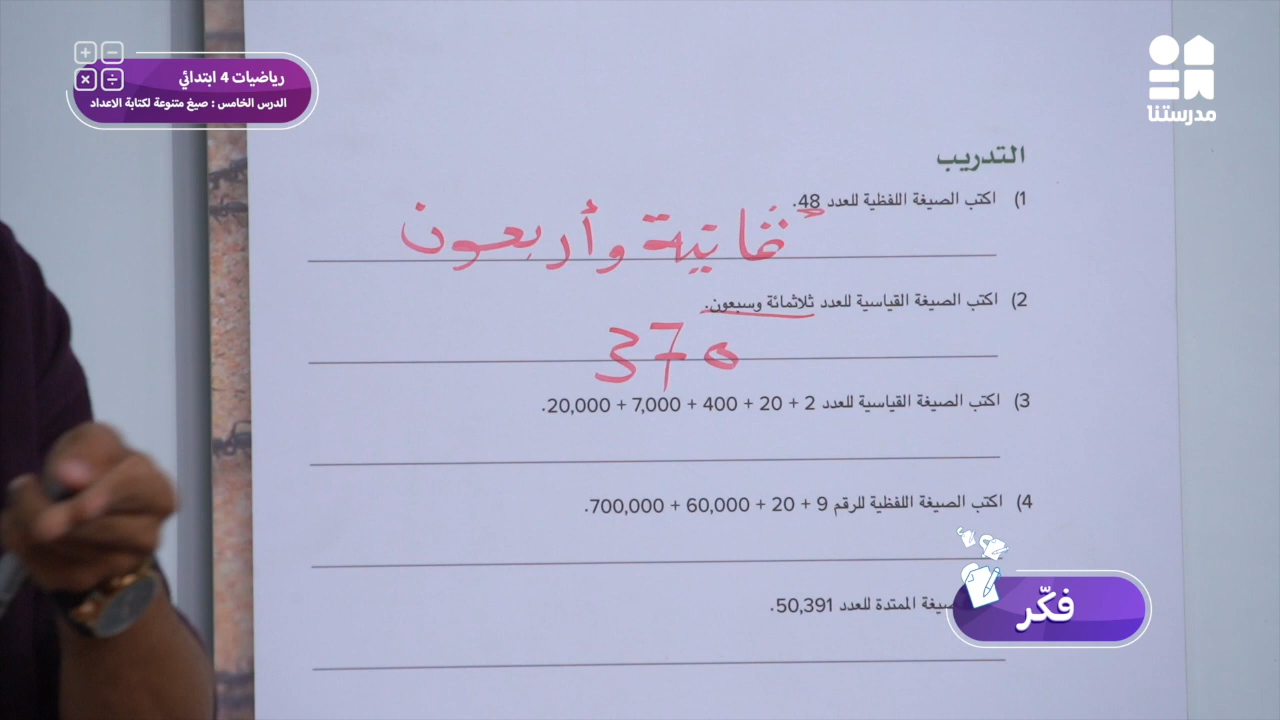 رياضيات 4 ابتدائي
الدرس الخامس : صيغ متنوعة لكتابة الاعداد
مدرستنا
التدريب
1) اكتب الصيغة اللفظية للعدد 48.
ثمانية وأربعون
2) اكتب الصيغة القياسية للعدد ثلاثمائة وسبعون.
370
3) اكتب الصيغة القياسية للعدد 2 + 20 + 400 + 7,000 + 20,000.
4) اكتب الصيغة اللفظية للرقم 9 + 20 + 60,000 + 700,000.
صيغة الممتدة للعدد 50,391.
فكّر